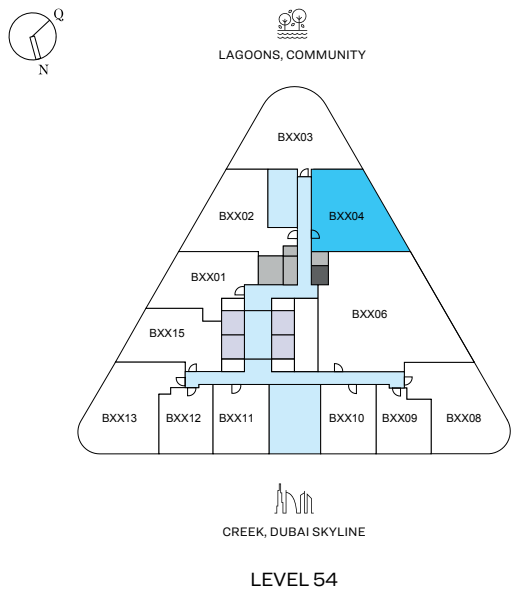 Q
N
LAGOONS, COMMUNITY
BXX03
BXX02
BXX04
BXX01
BXX06
BXX15
BXX13
BXX12
BXX11
BXX10
BXX09
BXX08
CREEK, DUBAI SKYLINE
LEVEL 54